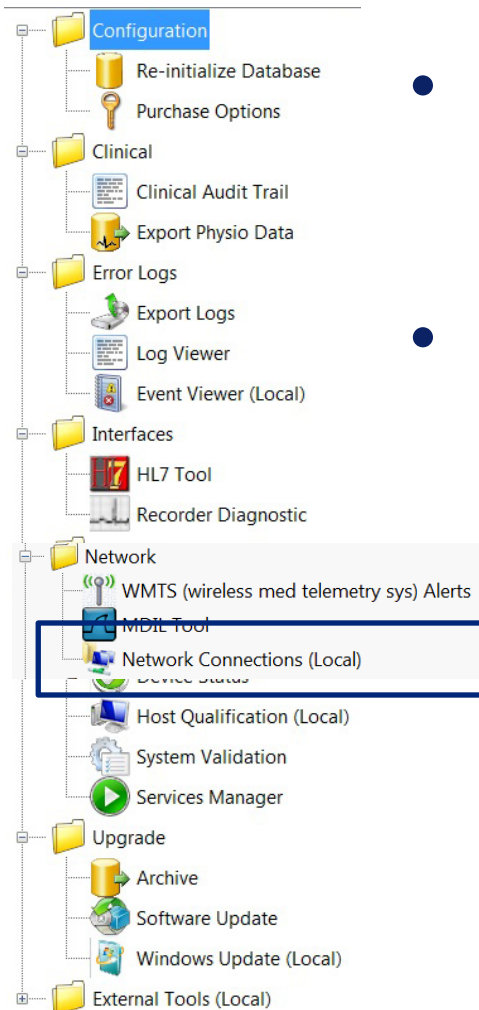 Configuration
Re-initialize Database
Purchase Options
Clinical
Clinical Audit Trail
Export Physio Data
Error Logs
Export Logs
Log Viewer
Event Viewer (Local)
Interfaces
HL7 Tool
Recorder Diagnostic
Network
WMTS (wireless med telemetry sys) Alerts
MDIL Tool
Network Connections (Local)
Device Status
Host Qualification (Local)
System Validation
Services Manager
Upgrade
Archive
Software Update
Windows Update (Local)
External Tools (Local)